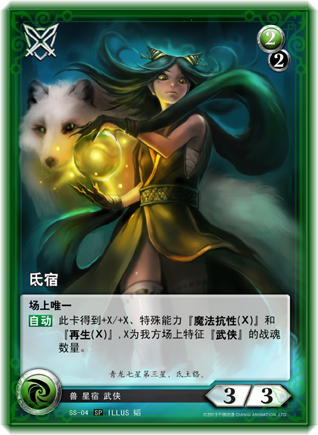 2
2
氐宿
场上唯一
自动 此卡得到+X/+X、特殊能力『魔法抗性(X)』和
『再生(X)』,X为我方场上特征『武侠』的战魂
数量。
青龙七星第三星，氐土貉。
兽 星宿 武侠
3 / 3
SS-04 SP ILLUS 韬